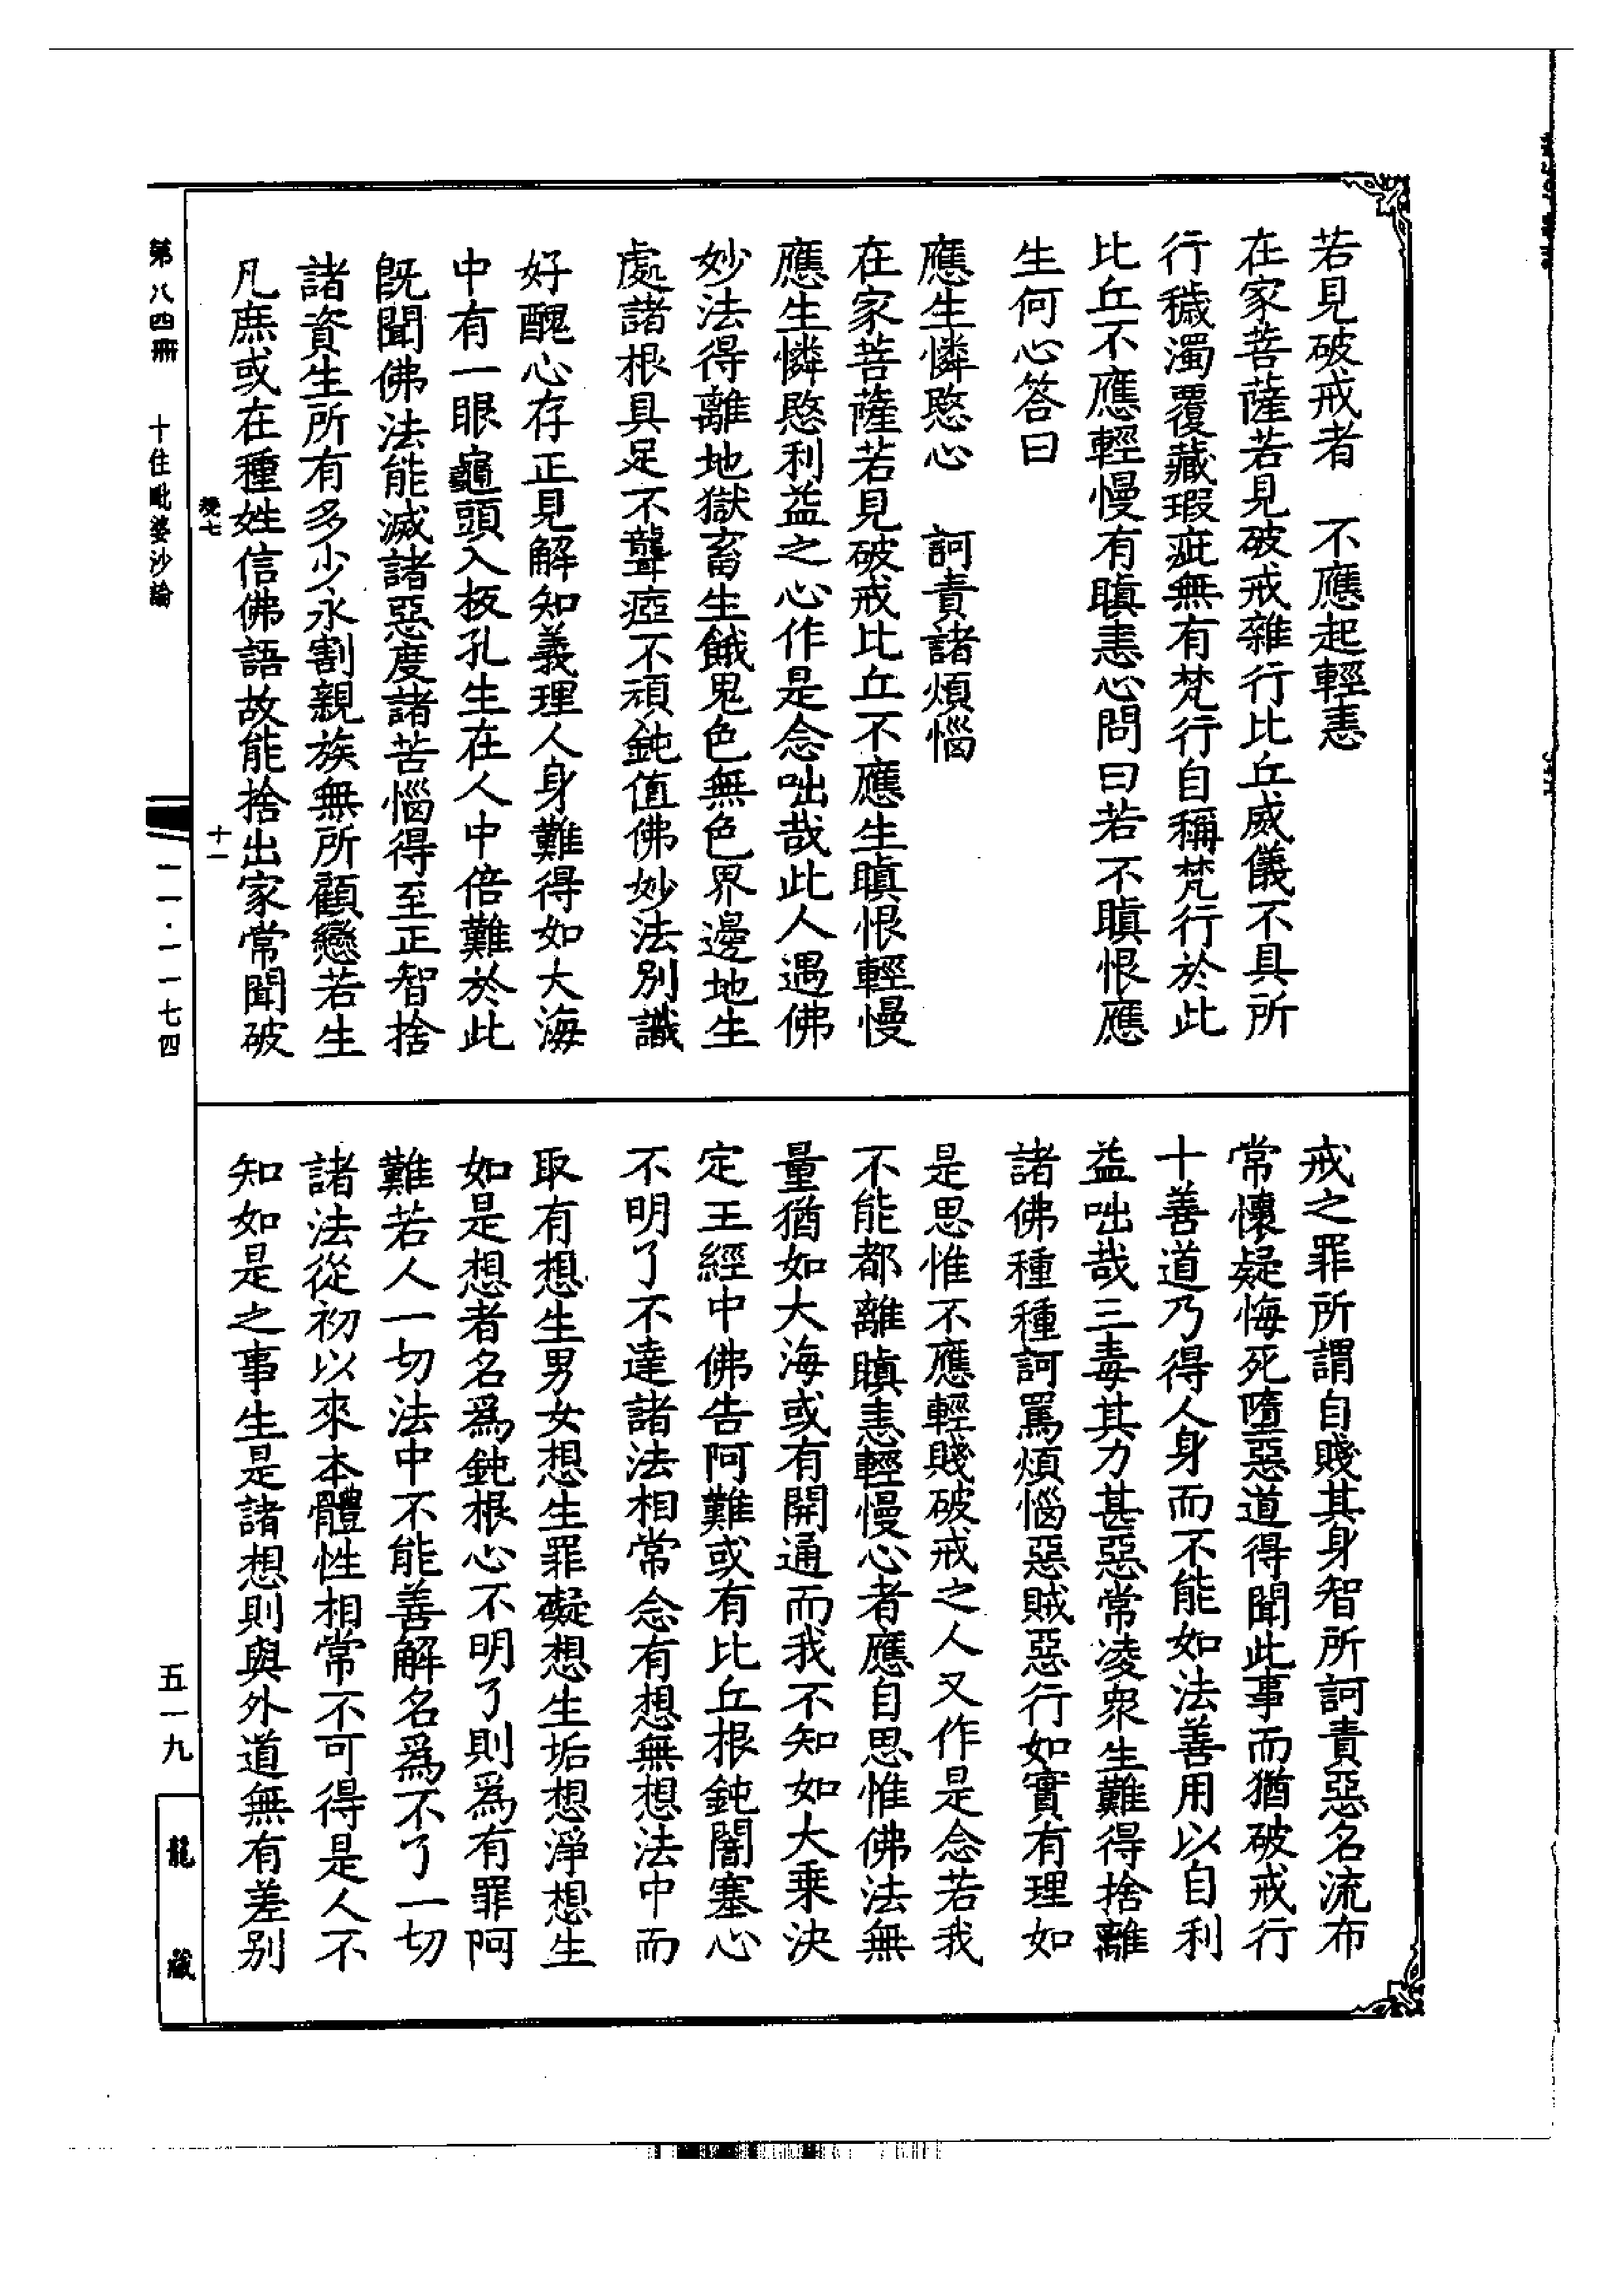 若見破戒者　不應起輕恚
在家菩薩若見破戒雜行比丘威儀不具所
行穢濁覆藏瑕疵無有梵行自稱梵行於此
比丘不應輕慢有瞋恚心問曰若不瞋恨應
生何心答曰
應生憐愍心　訶責諸煩惱
在家菩薩若見破戒比丘不應生瞋恨輕慢
應生憐愍利益之心作是念咄哉此人遇佛
妙法得離地獄畜生餓鬼色無色界邊地生
處諸根具足不聾瘂不頑鈍值佛妙法別識
好醜心存正見解知義理人身難得如大海
中有一眼龜頭入板孔生在人中倍難於此
既聞佛法能滅諸惡度諸苦惱得至正智捨
諸資生所有多少永割親族無所顧戀若生
凡庶或在種姓信佛語故能捨出家常聞破
戒之罪所謂自賤其身智所訶責惡名流布
常懷疑悔死墮惡道得聞此事而猶破戒行
十善道乃得人身而不能如法善用以自利
益咄哉三毒其力甚惡常凌衆生難得捨離
諸佛種種訶罵煩惱惡賊惡行如實有理如
是思惟不應輕賤破戒之人又作是念若我
不能都離瞋恚輕慢心者應自思惟佛法無
量猶如大海或有開通而我不知如大乘決
定王經中佛告阿難或有比丘根鈍闇塞心
不明了不達諸法相常念有想無想法中而
取有想生男女想生罪礙想生垢想淨想生
如是想者名爲鈍根心不明了則爲有罪阿
難若人一切法中不能善解名爲不了一切
諸法從初以來本體性相常不可得是人不
知如是之事生是諸想則與外道無有差別
十一
第八四冊　十住毗婆沙論
一一·一一七四
五一九
龍藏